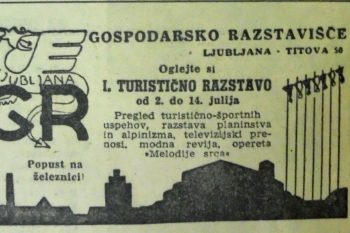 GOSPODARSKO RAZSTAVIŠČE
LJUBLJANA - TITOVA 50
LJUBLJANA
GR
Oglejte si
I. TURISTIČNO RAZSTAVO
od 2. do 14. julija
Pregled turistično-športnih
uspehov, razstava planinstva
in alpinizma, televizijski pre-
nosi, modna revija, opereta
»Melodije srca«
Popust na
železnici!